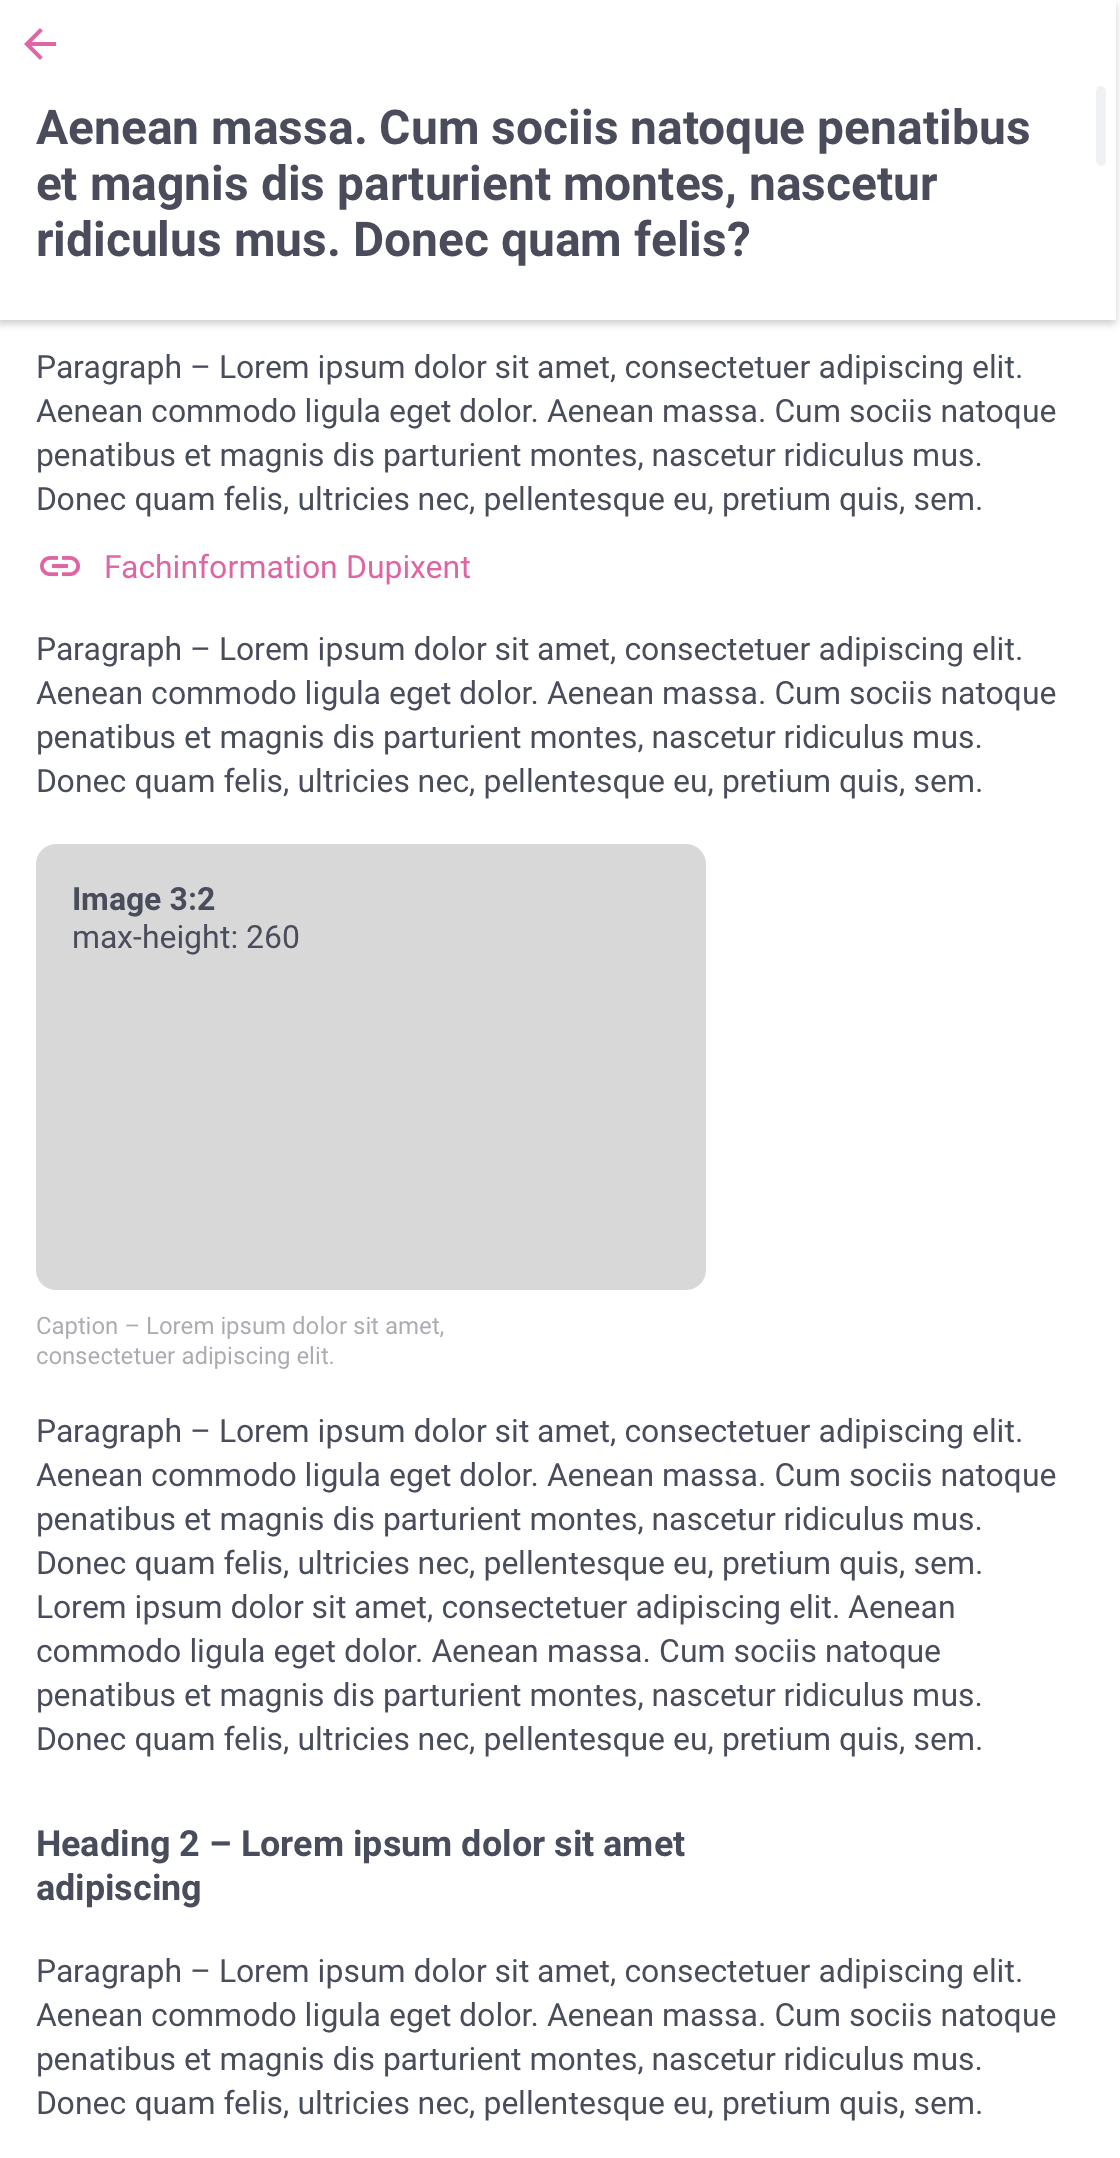 Aenean massa. Cum sociis natoque penatibus
et magnis dis parturient montes, nascetur
ridiculus mus. Donec quam felis?
Paragraph – Lorem ipsum dolor sit amet, consectetuer adipiscing elit.
Aenean commodo ligula eget dolor. Aenean massa. Cum sociis natoque
penatibus et magnis dis parturient montes, nascetur ridiculus mus.
Donec quam felis, ultricies nec, pellentesque eu, pretium quis, sem.
Fachinformation Dupixent
Paragraph – Lorem ipsum dolor sit amet, consectetuer adipiscing elit.
Aenean commodo ligula eget dolor. Aenean massa. Cum sociis natoque
penatibus et magnis dis parturient montes, nascetur ridiculus mus.
Donec quam felis, ultricies nec, pellentesque eu, pretium quis, sem.
Image 3:2
max-height: 260
Caption – Lorem ipsum dolor sit amet,
consectetuer adipiscing elit.
Paragraph – Lorem ipsum dolor sit amet, consectetuer adipiscing elit.
Aenean commodo ligula eget dolor. Aenean massa. Cum sociis natoque
penatibus et magnis dis parturient montes, nascetur ridiculus mus.
Donec quam felis, ultricies nec, pellentesque eu, pretium quis, sem.
Lorem ipsum dolor sit amet, consectetuer adipiscing elit. Aenean
commodo ligula eget dolor. Aenean massa. Cum sociis natoque
penatibus et magnis dis parturient montes, nascetur ridiculus mus.
Donec quam felis, ultricies nec, pellentesque eu, pretium quis, sem.
Heading 2 – Lorem ipsum dolor sit amet
adipiscing
Paragraph – Lorem ipsum dolor sit amet, consectetuer adipiscing elit.
Aenean commodo ligula eget dolor. Aenean massa. Cum sociis natoque
penatibus et magnis dis parturient montes, nascetur ridiculus mus.
Donec quam felis, ultricies nec, pellentesque eu, pretium quis, sem.